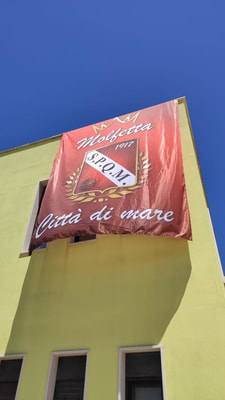 Molfetta
1917
S.P.Q.M.
Città di mare